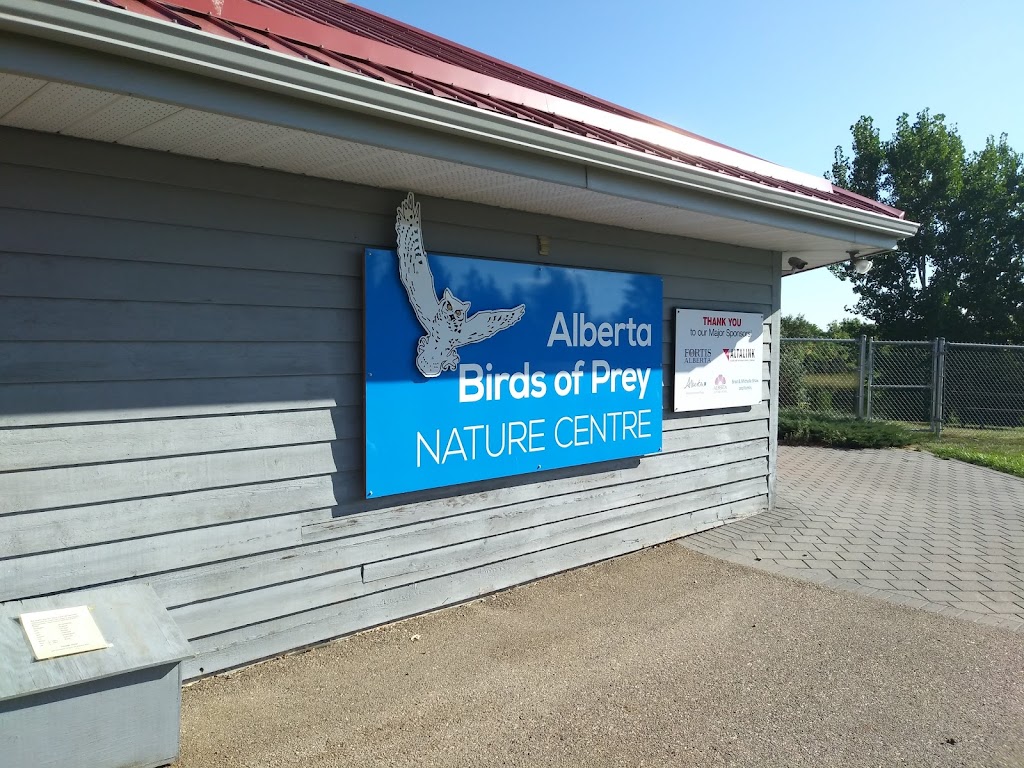 Alberta
Birds of Prey
NATURE CENTRE
THANK YOU
to our Major Sponsors
FORTIS
ALBERTA
ALTALINK
Alberta